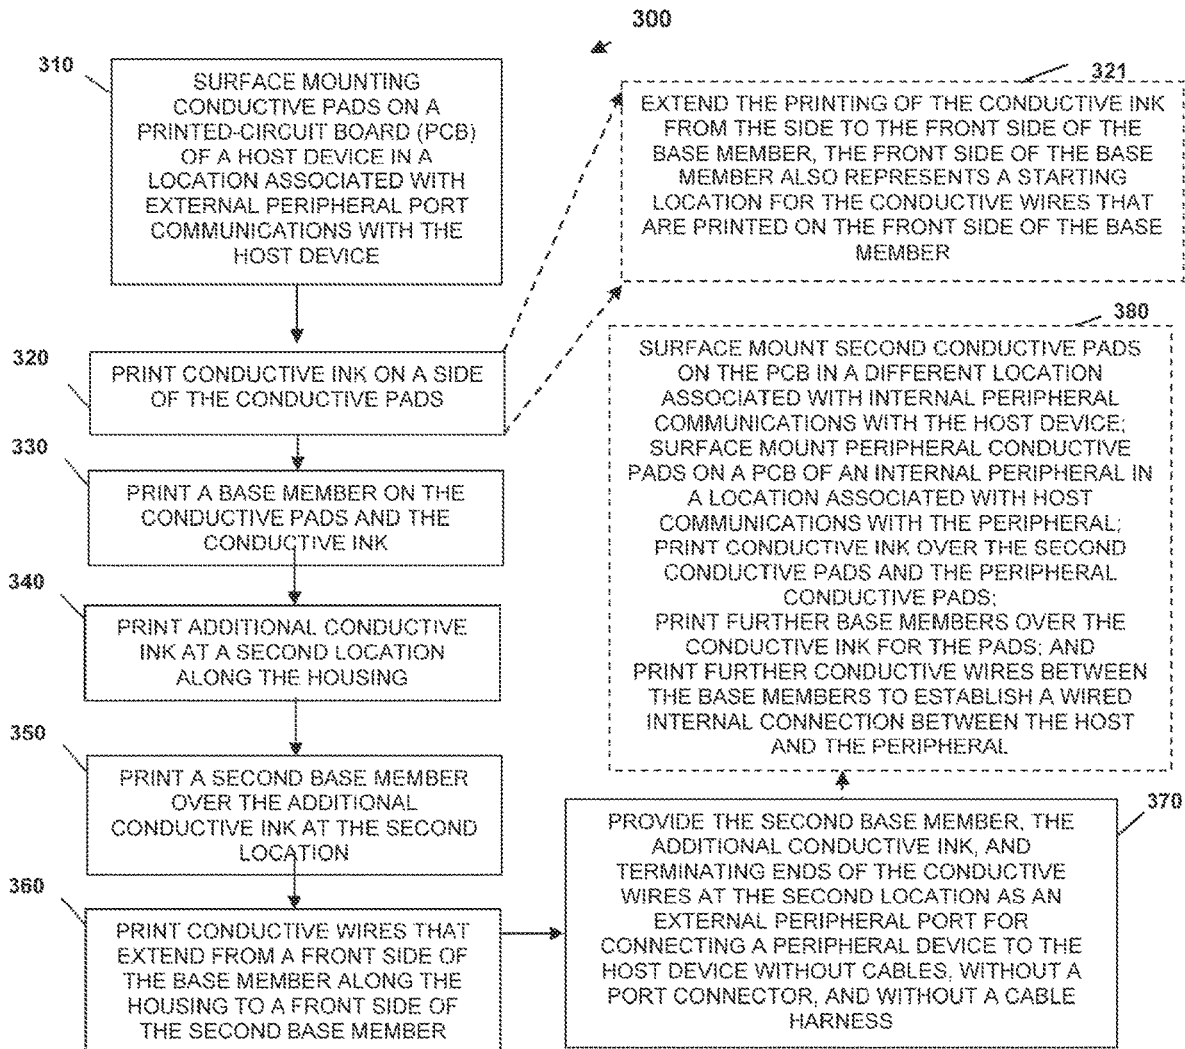 300
310
SURFACE MOUNTING
CONDUCTIVE PADS ON A
PRINTED-CIRCUIT BOARD (PCB)
OF A HOST DEVICE IN A
LOCATION ASSOCIATED WITH
EXTERNAL PERIPHERAL PORT
COMMUNICATIONS WITH THE
HOST DEVICE
321
EXTEND THE PRINTING OF THE CONDUCTIVE INK
FROM THE SIDE TO THE FRONT SIDE OF THE
BASE MEMBER, THE FRONT SIDE OF THE BASE
MEMBER ALSO REPRESENTS A STARTING
LOCATION FOR THE CONDUCTIVE WIRES THAT
ARE PRINTED ON THE FRONT SIDE OF THE BASE
MEMBER
320
PRINT CONDUCTIVE INK ON A SIDE
OF THE CONDUCTIVE PADS
330
PRINT A BASE MEMBER ON THE
CONDUCTIVE PADS AND THE
CONDUCTIVE INK
340
PRINT ADDITIONAL CONDUCTIVE
INK AT A SECOND LOCATION
ALONG THE HOUSING
350
PRINT A SECOND BASE MEMBER
OVER THE ADDITIONAL
CONDUCTIVE INK AT THE SECOND
LOCATION
360
PRINT CONDUCTIVE WIRES THAT
EXTEND FROM A FRONT SIDE OF
THE BASE MEMBER ALONG THE
HOUSING TO A FRONT SIDE OF
THE SECOND BASE MEMBER
370
PROVIDE THE SECOND BASE MEMBER, THE
ADDITIONAL CONDUCTIVE INK, AND
TERMINATING ENDS OF THE CONDUCTIVE
WIRES AT THE SECOND LOCATION AS AN
EXTERNAL PERIPHERAL PORT FOR
CONNECTING A PERIPHERAL DEVICE TO THE
HOST DEVICE WITHOUT CABLES, WITHOUT A
PORT CONNECTOR, AND WITHOUT A CABLE
HARNESS
380
SURFACE MOUNT SECOND CONDUCTIVE PADS
ON THE PCB IN A DIFFERENT LOCATION
ASSOCIATED WITH INTERNAL PERIPHERAL
COMMUNICATIONS WITH THE HOST DEVICE;
SURFACE MOUNT PERIPHERAL CONDUCTIVE
PADS ON A PCB OF AN INTERNAL PERIPHERAL IN
A LOCATION ASSOCIATED WITH HOST
COMMUNICATIONS WITH THE PERIPHERAL;
PRINT CONDUCTIVE INK OVER THE SECOND
CONDUCTIVE PADS AND THE PERIPHERAL
CONDUCTIVE PADS;
PRINT FURTHER BASE MEMBERS OVER THE
CONDUCTIVE INK FOR THE PADS; AND
PRINT FURTHER CONDUCTIVE WIRES BETWEEN
THE BASE MEMBERS TO ESTABLISH A WIRED
INTERNAL CONNECTION BETWEEN THE HOST
AND THE PERIPHERAL